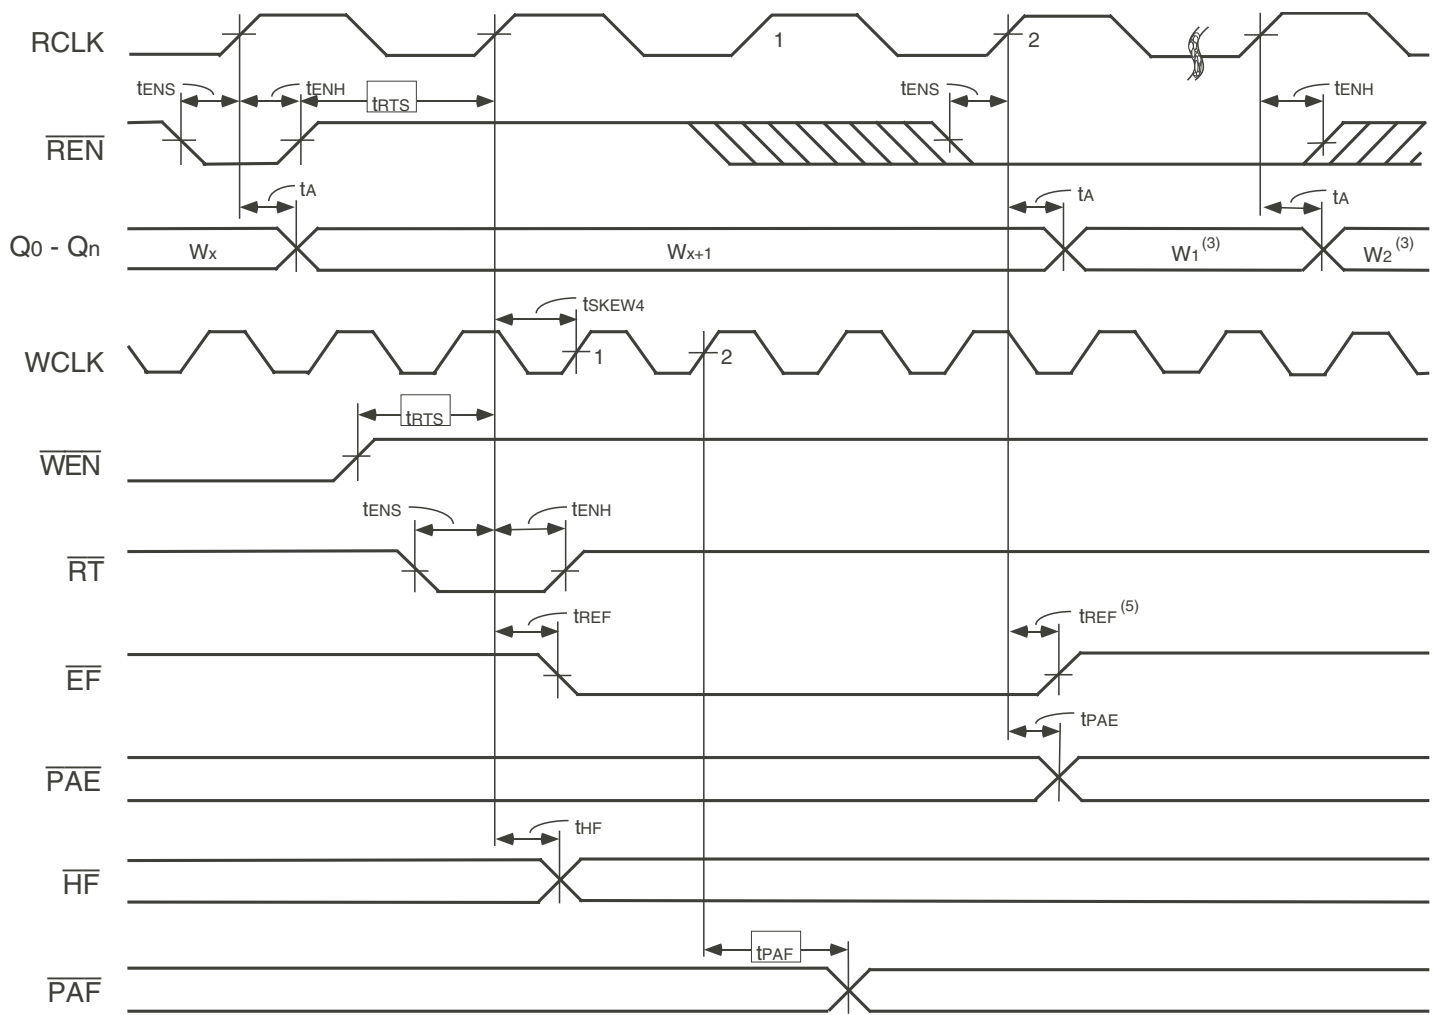 RCLK
1
2
tENS
tENH
tRTS
tENS
tENH
REN
tA
tA
tA
Q0 - Qn
Wx
Wx+1
W1(3)
W2(3)
tSKEW4
WCLK
1
2
tRTS
WEN
tENS
tENH
RT
tREF
tREF(5)
EF
tPAE
PAE
tHF
HF
tPAF
PAF